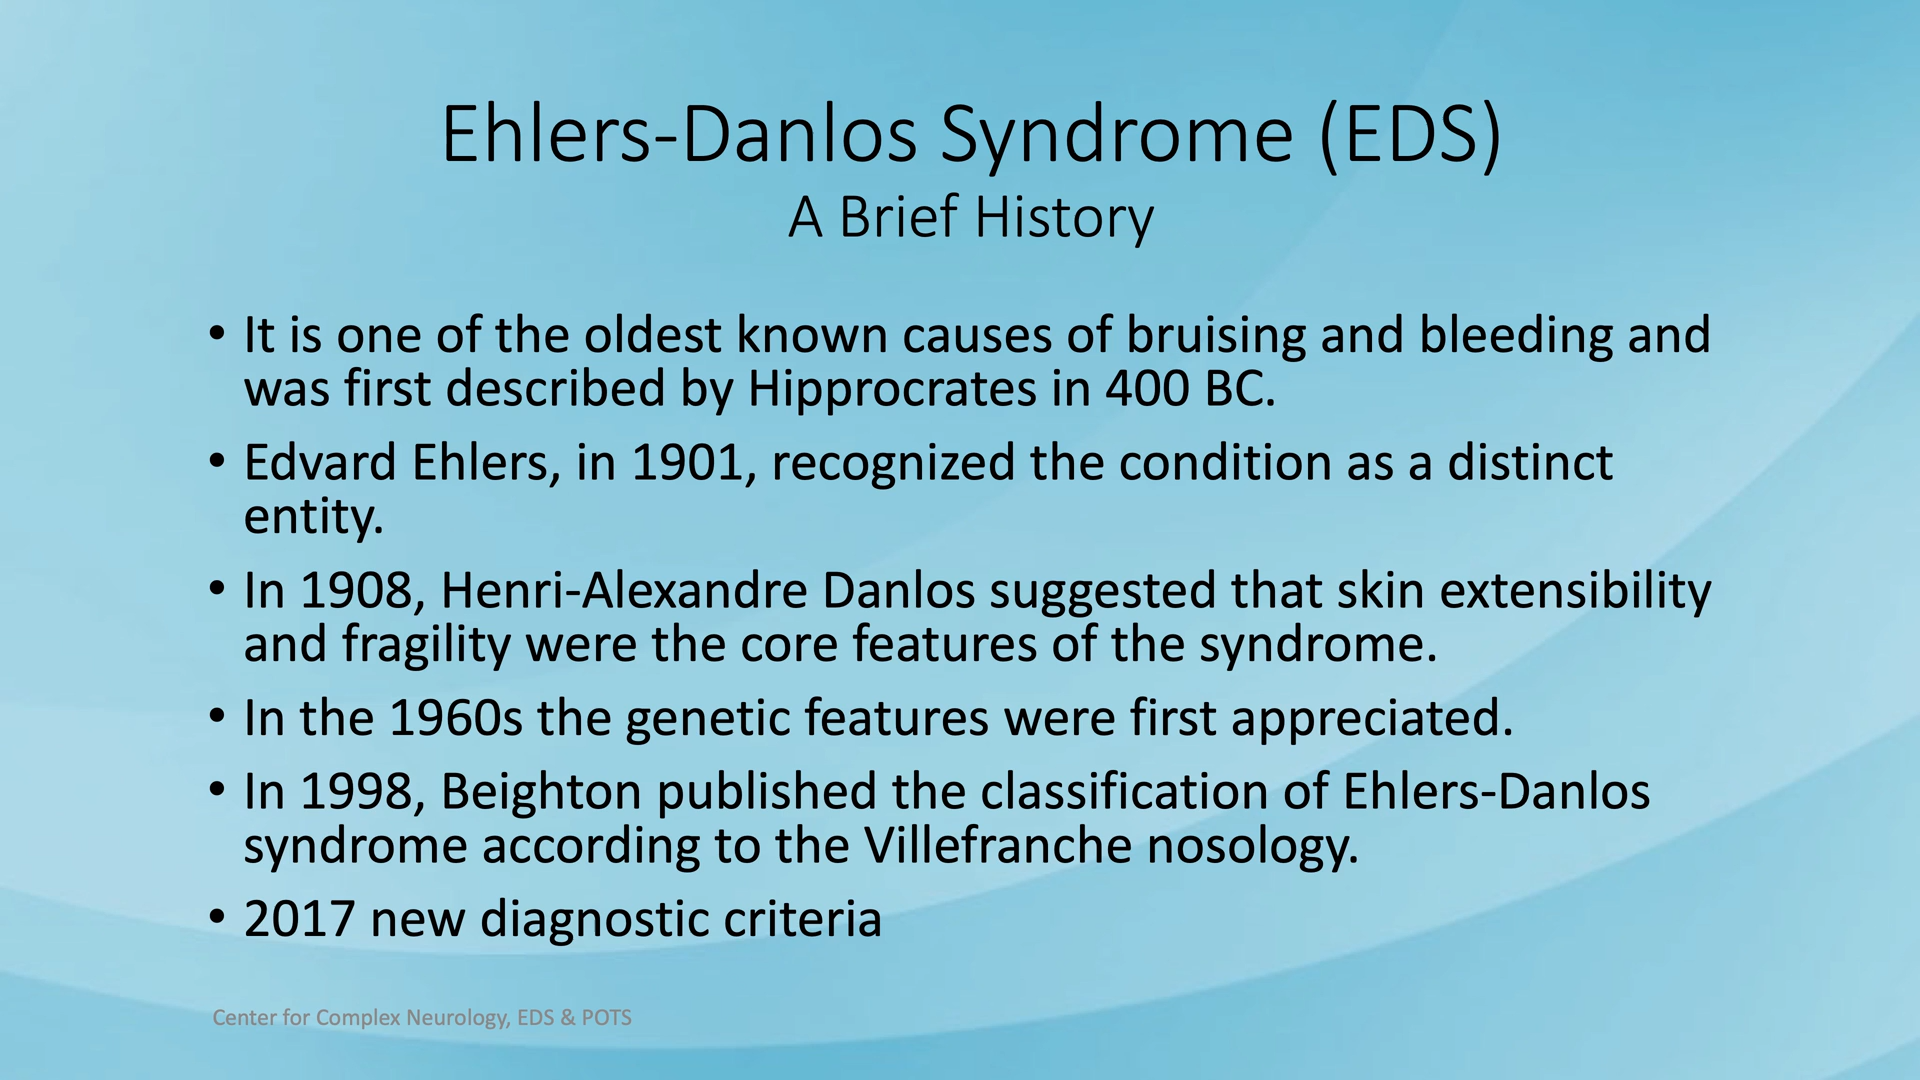 Ehlers-Danlos Syndrome (EDS)
A Brief History
• It is one of the oldest known causes of bruising and bleeding and
was first described by Hipprocrates in 400 BC.
• Edvard Ehlers, in 1901, recognized the condition as a distinct
entity.
• In 1908, Henri-Alexandre Danlos suggested that skin extensibility
and fragility were the core features of the syndrome.
• In the 1960s the genetic features were first appreciated.
• In 1998, Beighton published the classification of Ehlers-Danlos
syndrome according to the Villefranche nosology.
• 2017 new diagnostic criteria
Center for Complex Neurology, EDS & POTS